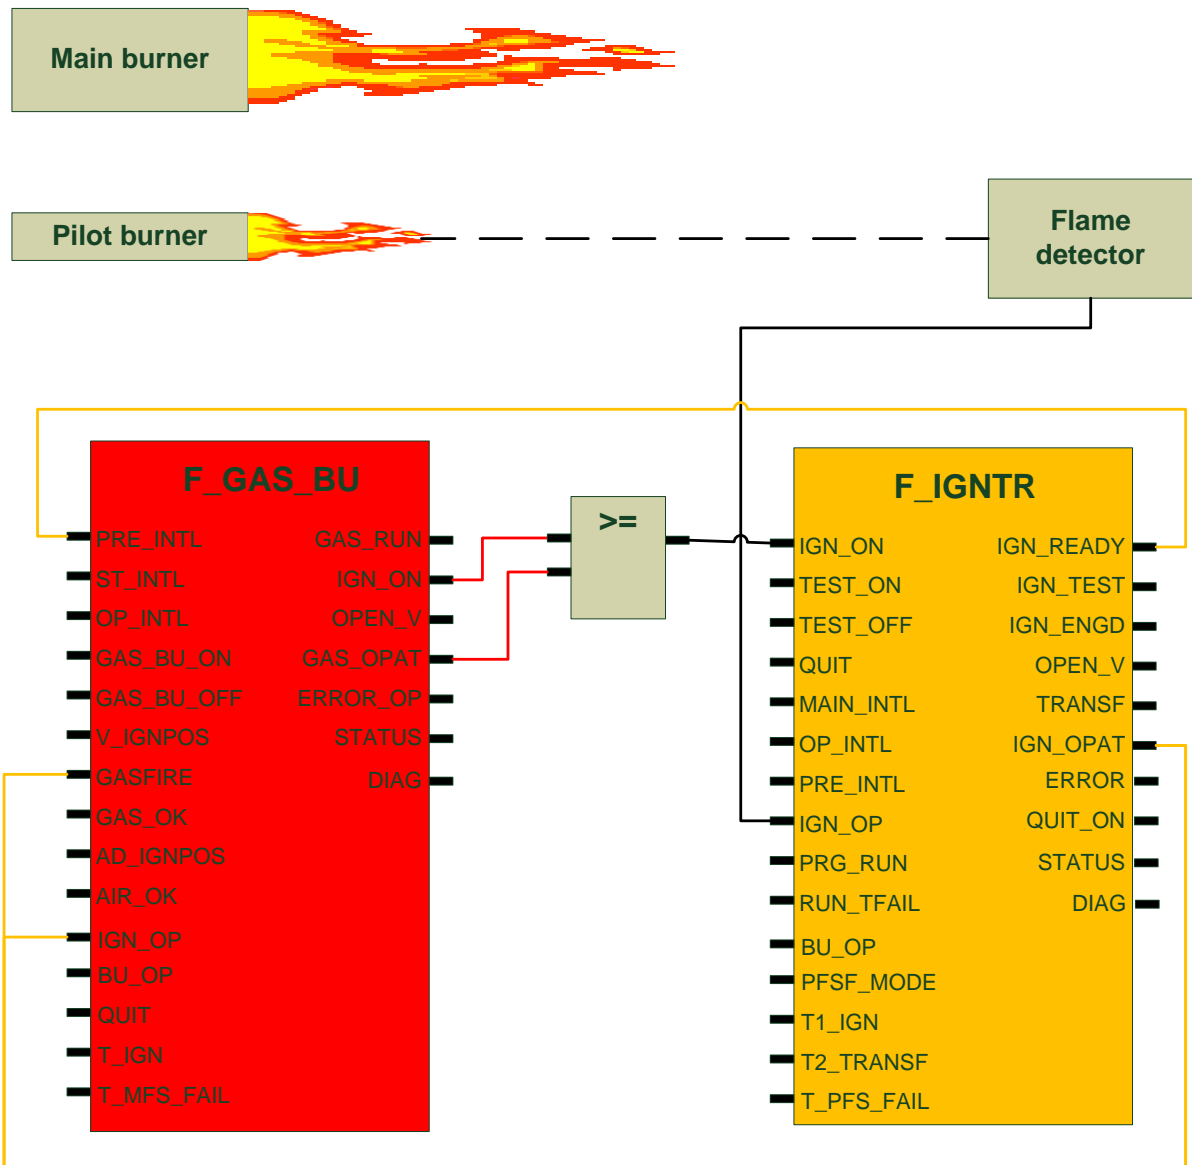 Main burner
Pilot burner
Flame
detector
F_GAS_BU
PRE_INTL
ST_INTL
OP_INTL
GAS_BU_ON
GAS_BU_OFF
V_IGNPOS
GASFIRE
GAS_OK
AD_IGNPOS
AIR_OK
IGN_OP
BU_OP
QUIT
T_IGN
T_MFS_FAIL
GAS_RUN
IGN_ON
OPEN_V
GAS_OPAT
ERROR_OP
STATUS
DIAG
>=
F_IGNTR
IGN_ON
TEST_ON
TEST_OFF
QUIT
MAIN_INTL
OP_INTL
PRE_INTL
IGN_OP
PRG_RUN
RUN_TFAIL
BU_OP
PFSF_MODE
T1_IGN
T2_TRANSF
T_PFS_FAIL
IGN_READY
IGN_TEST
IGN_ENGD
OPEN_V
TRANSF
IGN_OPAT
ERROR
QUIT_ON
STATUS
DIAG